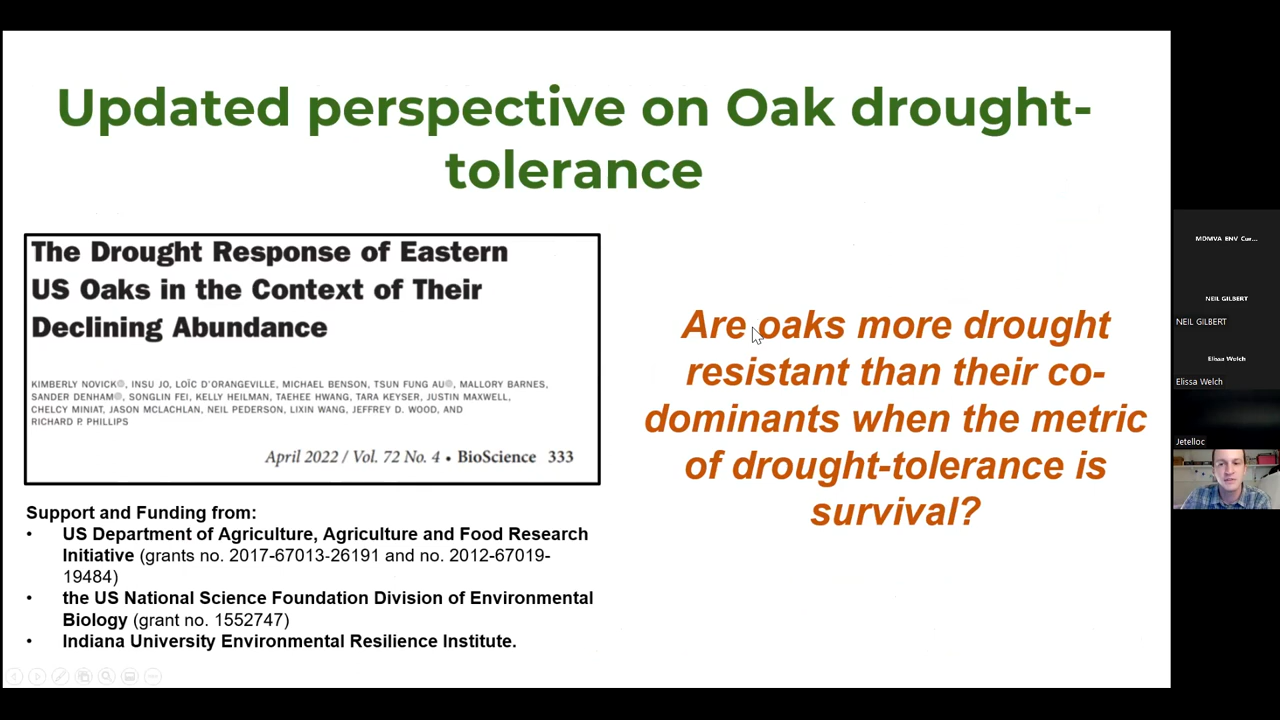 Updated perspective on Oak drought-
tolerance
The Drought Response of Eastern
US Oaks in the Context of Their
Declining Abundance
KIMBERLY NOVICK, INSU JO, LOÏC D'ORANGEVILLE, MICHAEL BENSON, TSUN FUNG AU, MALLORY BARNES,
SANDER DENHAM, SONGLIN FEI, KELLY HEILMAN, TAEHEE HWANG, TARA KEYSER, JUSTIN MAXWELL,
CHELCY MINIAT, JASON MCLACHLAN, NEIL PEDERSON, LIXIN WANG, JEFFREY D. WOOD, AND
RICHARD P. PHILLIPS
April 2022 / Vol. 72 No. 4 • BioScience 333
Support and Funding from:
• US Department of Agriculture, Agriculture and Food Research
Initiative (grants no. 2017-67013-26191 and no. 2012-67019-
19484)
• the US National Science Foundation Division of Environmental
Biology (grant no. 1552747)
• Indiana University Environmental Resilience Institute.
Are oaks more drought
resistant than their co-
dominants when the metric
of drought-tolerance is
survival?
MDMVA ENV Cur...
NEIL GILBERT
NEIL GILBERT
Elissa Welch
Elissa Welch
Jetelloc